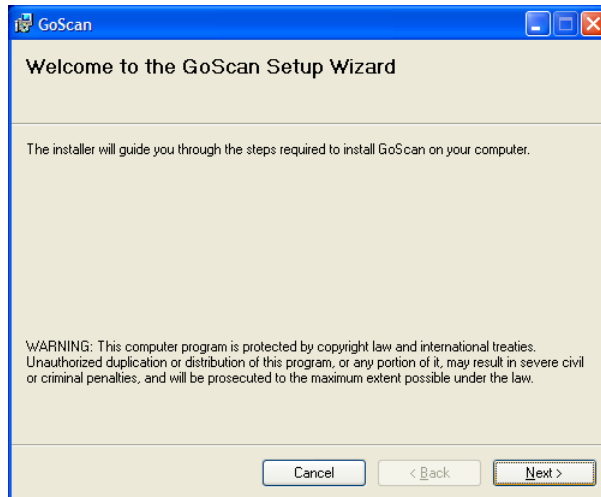 GoScan
Welcome to the GoScan Setup Wizard
The installer will guide you through the steps required to install GoScan on your computer.
WARNING: This computer program is protected by copyright law and international treaties.
Unauthorized duplication or distribution of this program, or any portion of it, may result in severe civil
or criminal penalties, and will be prosecuted to the maximum extent possible under the law.
Cancel
< Back
Next >